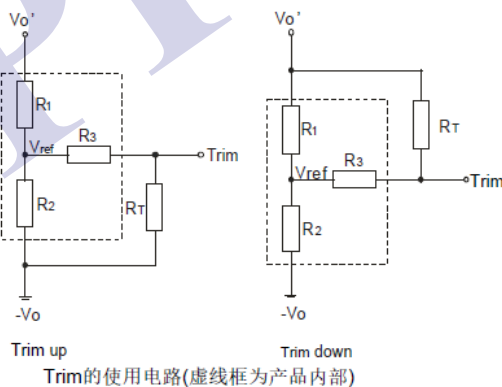 Vo'
R1
Vref
R3
Trim
R2
RT
-Vo
Trim up
Vo'
R1
RT
Vref
R3
Trim
R2
-Vo
Trim down
Trim的使用电路(虚线框为产品内部)